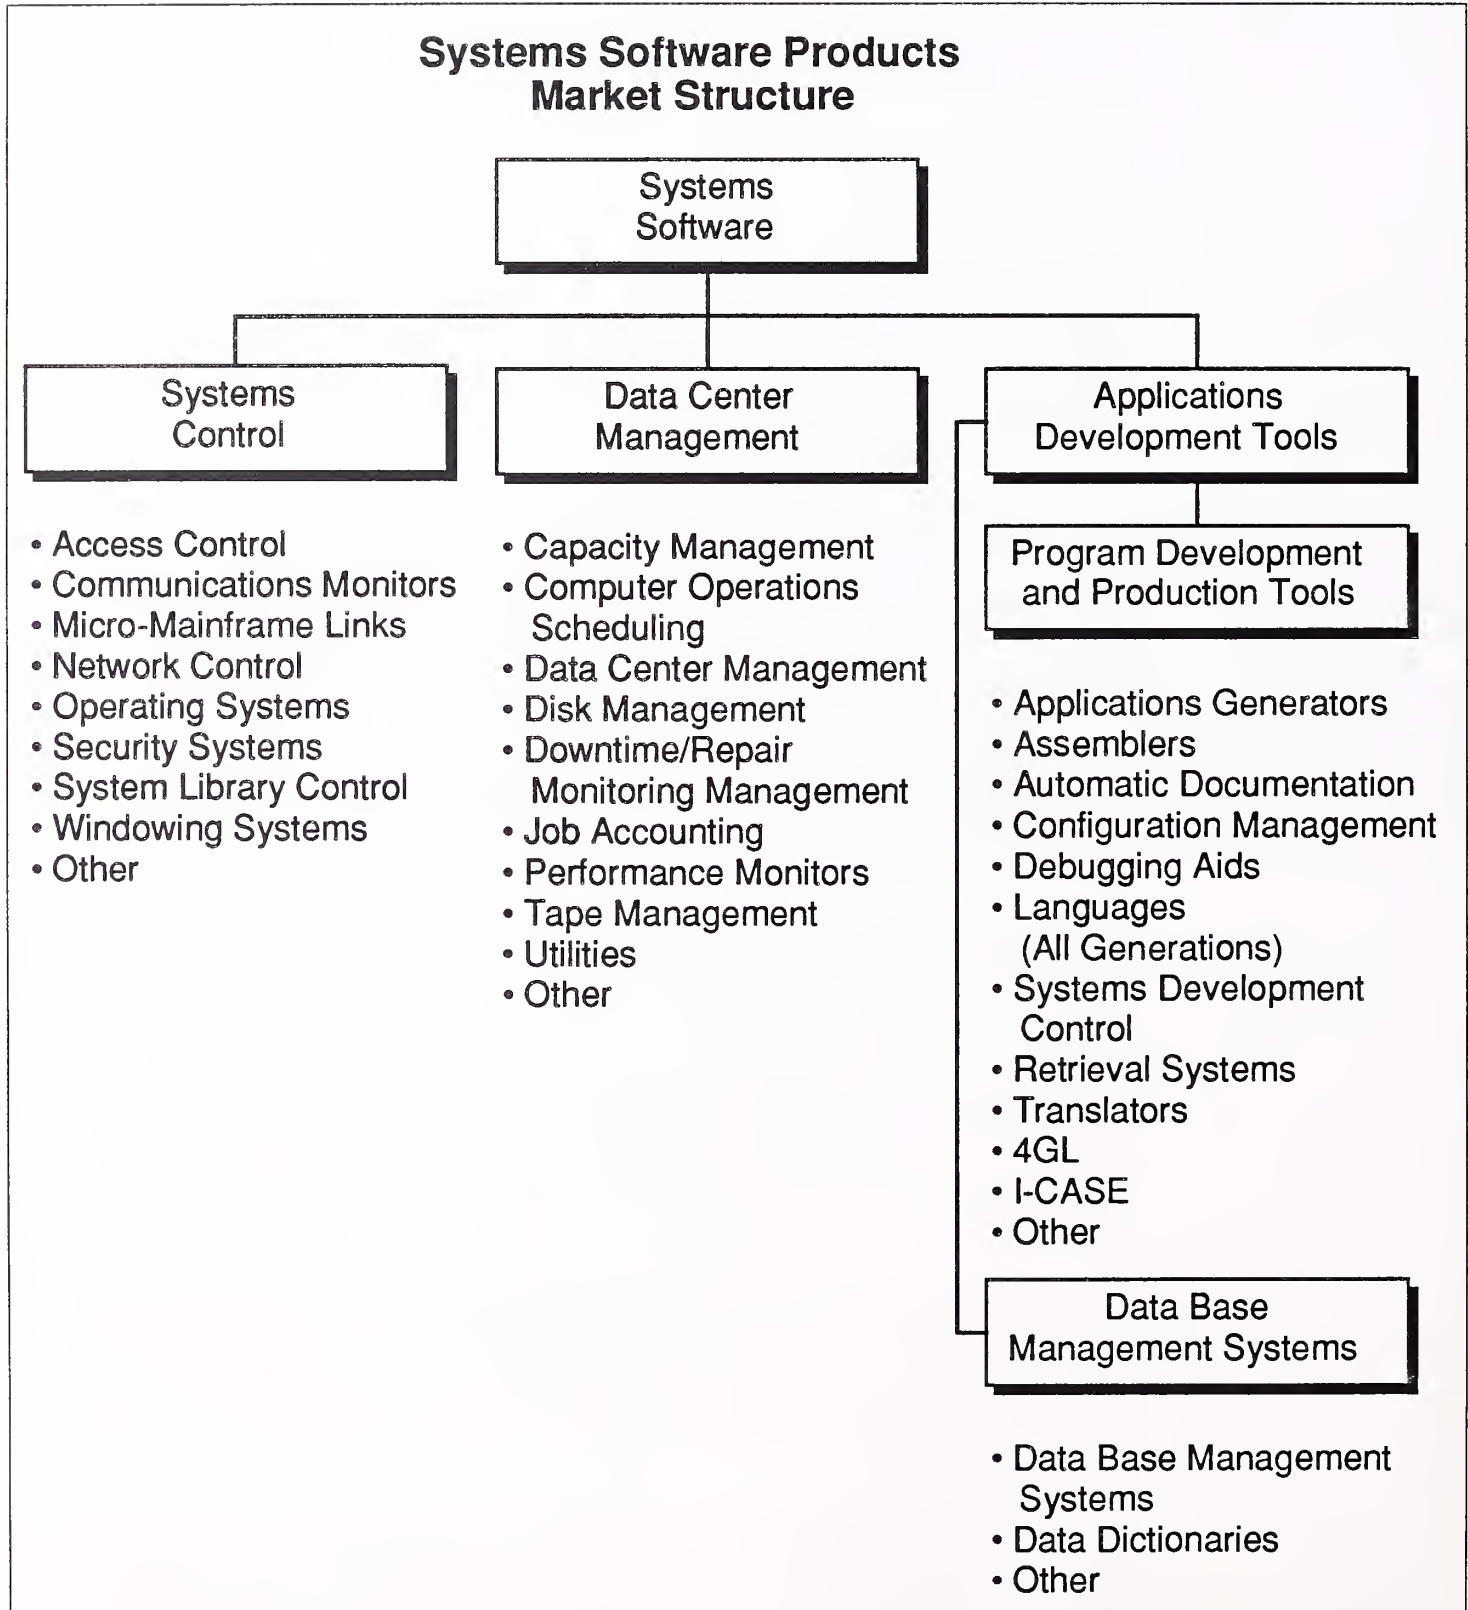 Systems Software Products
Market Structure
Systems
Software
Systems
Control
• Access Control
• Communications Monitors
• Micro-Mainframe Links
• Network Control
• Operating Systems
• Security Systems
• System Library Control
• Windowing Systems
• Other
Data Center
Management
• Capacity Management
• Computer Operations
Scheduling
• Data Center Management
• Disk Management
• Downtime/Repair
Monitoring Management
• Job Accounting
• Performance Monitors
• Tape Management
• Utilities
• Other
Applications
Development Tools
Program Development
and Production Tools
• Applications Generators
• Assemblers
• Automatic Documentation
• Configuration Management
• Debugging Aids
• Languages
(All Generations)
• Systems Development
Control
• Retrieval Systems
• Translators
• 4GL
• I-CASE
• Other
Data Base
Management Systems
• Data Base Management
Systems
• Data Dictionaries
• Other